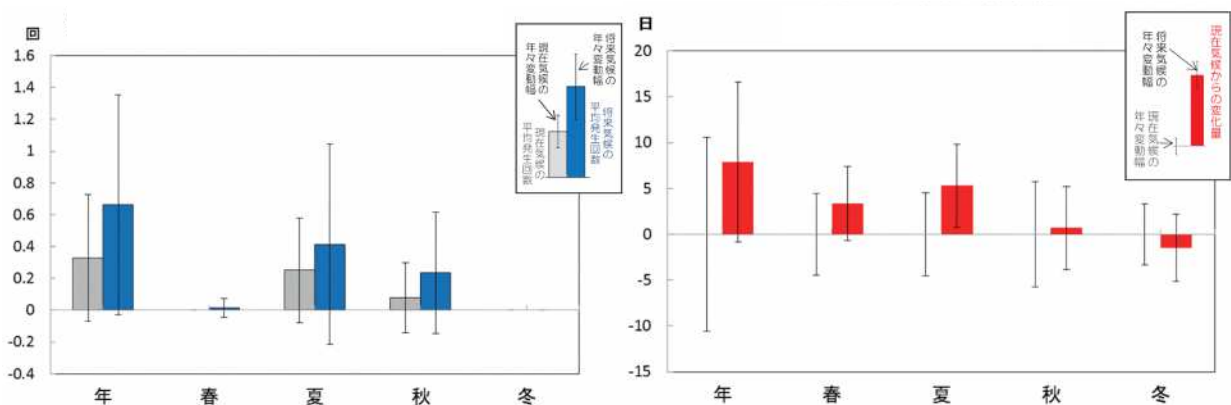 回
1.6
1.4
1.2
1
0.8
0.6
0.4
0.2
0
-0.2
-0.4
年
春
夏
秋
冬
将来気候の
年々変動幅
現在気候の
年々変動幅
将来気候の
平均発生回数
現在気候の
平均発生回数
日
20
15
10
5
0
-5
-10
-15
年
春
夏
秋
冬
現在気候からの変化量
将来気候の
年々変動幅
現在気候の
年々変動幅